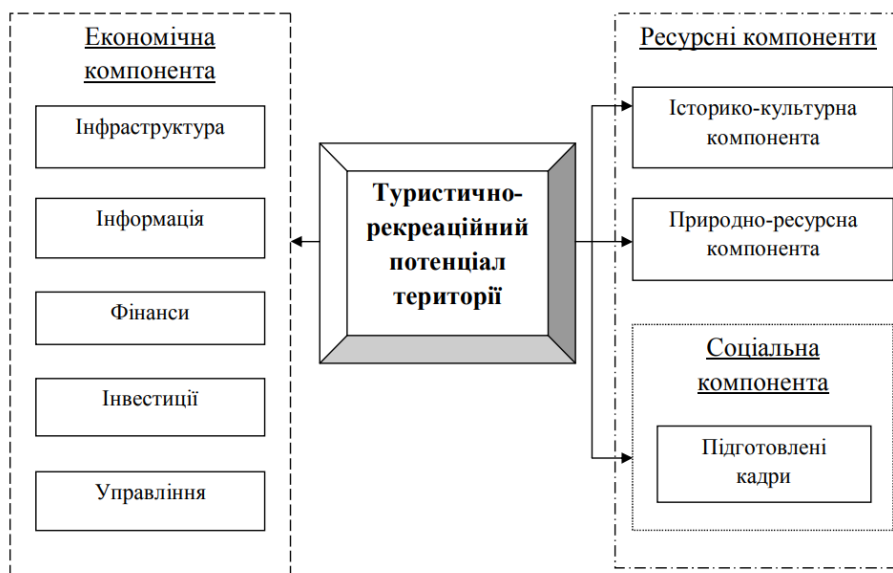 Економічна
компонента
Інфраструктура
Інформація
Фінанси
Інвестиції
Управління
Туристично-
рекреаційний
потенціал
території
Ресурсні компоненти
Історико-культурна
компонента
Природно-ресурсна
компонента
Соціальна
компонента
Підготовлені
кадри